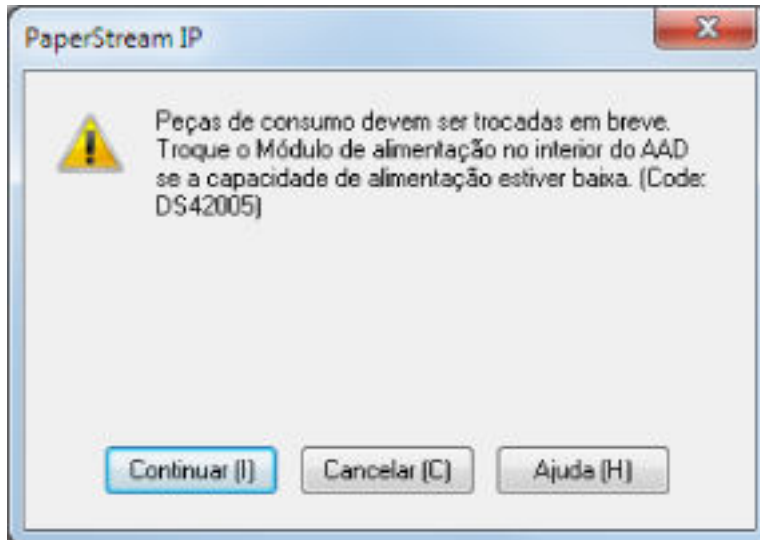 PaperStream IP
Peças de consumo devem ser trocadas em breve.
Troque o Módulo de alimentação no interior do AAD
se a capacidade de alimentação estiver baixa. (Code:
DS42005)
Continuar (I)
Cancelar (C)
Ajuda (H)